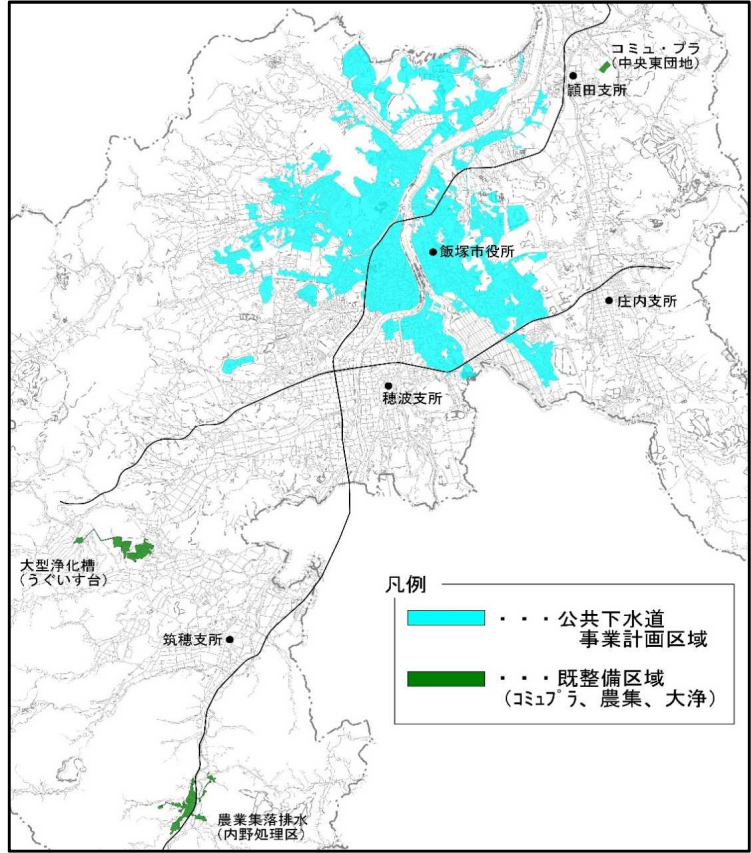 コミュ・プラ
(中央東団地)
頴田支所
飯塚市役所
庄内支所
穂波支所
大型浄化槽
(うぐいす台)
筑穂支所
凡例
・・・公共下水道
事業計画区域
・・・既整備区域
(ｺﾐｭﾌﾟﾗ、農集、大浄)
農業集落排水
(内野処理区)